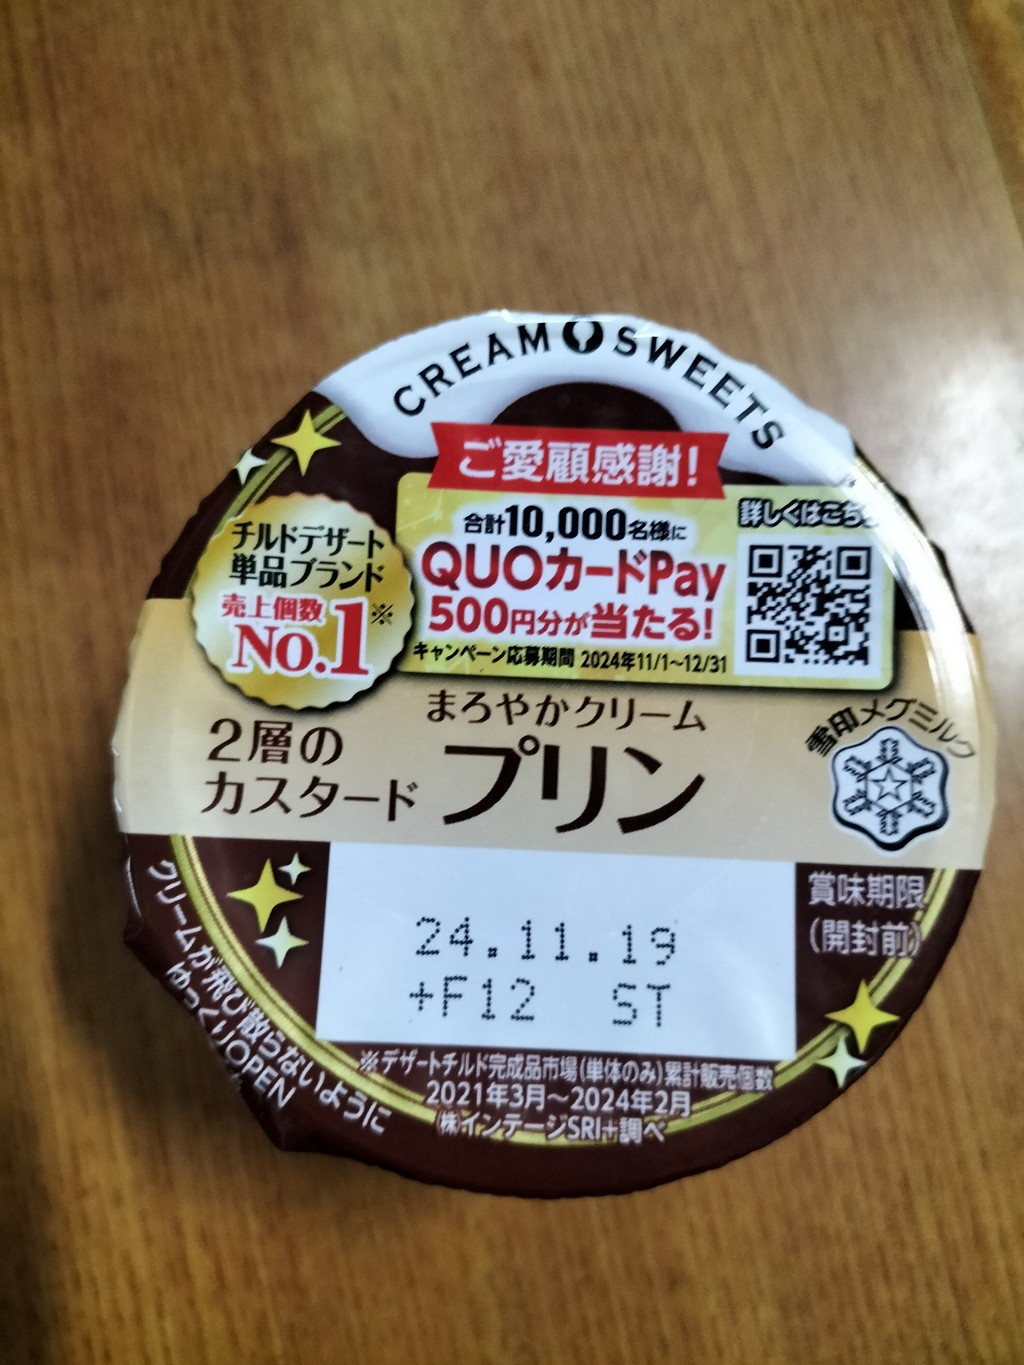 CREAM SWEETS
ご愛顧感謝!
合計10,000名様に
QUOカードPay
500円分が当たる!
キャンペーン応募期間 2024年11/1~12/31
詳しくはこちら
チルドデザート
単品ブランド
売上個数
No.1※
まろやかクリーム
2層の
カスタード
プリン
雪印メグミルク
賞味期限
(開封前)
24.11.19
+F12 ST
クリームが飛び散らないように
ゆっくりOPEN
※デザートチルド完成品市場(単体のみ)累計販売個数
2021年3月~2024年2月
㈱インテージSRI+調べ